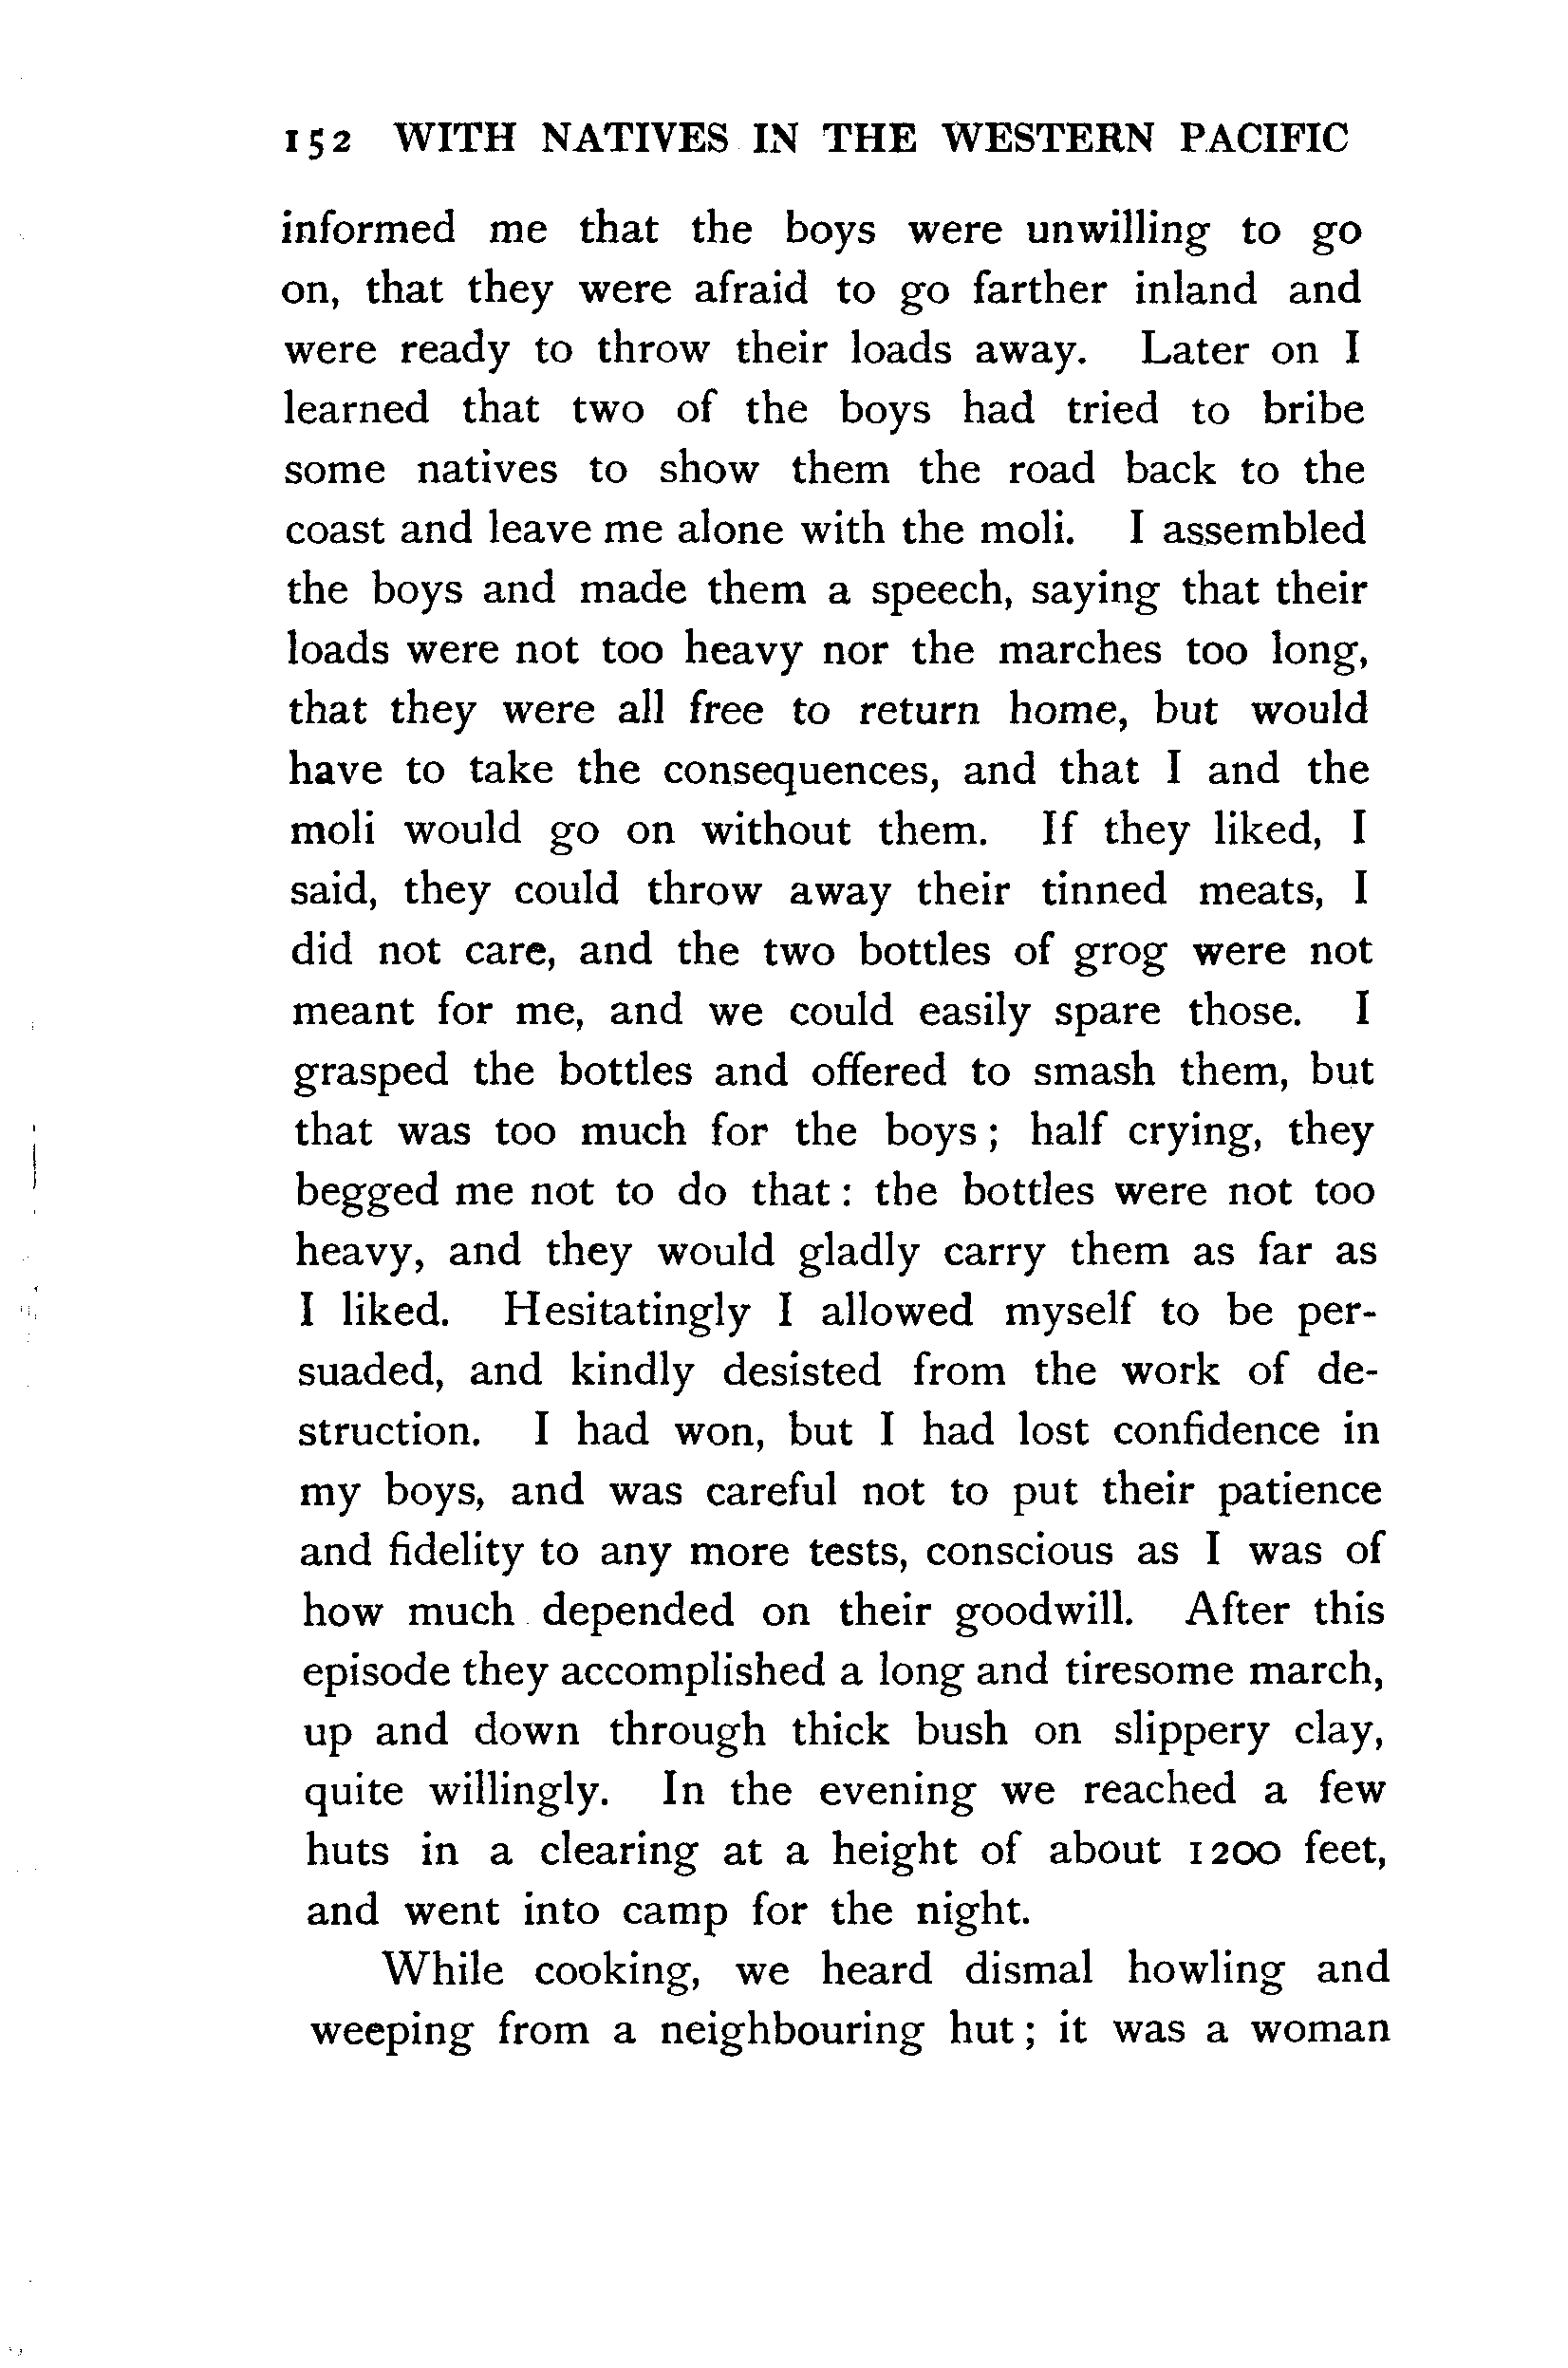 152 WITH NATIVES IN THE WESTERN PACIFIC
informed me that the boys were unwilling to go
on, that they were afraid to go farther inland and
were ready to throw their loads away. Later on I
learned that two of the boys had tried to bribe
some natives to show them the road back to the
coast and leave me alone with the moli. I assembled
the boys and made them a speech, saying that their
loads were not too heavy nor the marches too long,
that they were all free to return home, but would
have to take the consequences, and that I and the
moli would go on without them. If they liked, I
said, they could throw away their tinned meats, I
did not care, and the two bottles of grog were not
meant for me, and we could easily spare those. I
grasped the bottles and offered to smash them, but
that was too much for the boys; half crying, they
begged me not to do that: the bottles were not too
heavy, and they would gladly carry them as far as
I liked. Hesitatingly I allowed myself to be per-
suaded, and kindly desisted from the work of de-
struction. I had won, but I had lost confidence in
my boys, and was careful not to put their patience
and fidelity to any more tests, conscious as I was of
how much depended on their goodwill. After this
episode they accomplished a long and tiresome march,
up and down through thick bush on slippery clay,
quite willingly. In the evening we reached a few
huts in a clearing at a height of about 1200 feet,
and went into camp for the night.
While cooking, we heard dismal howling and
weeping from a neighbouring hut; it was a woman